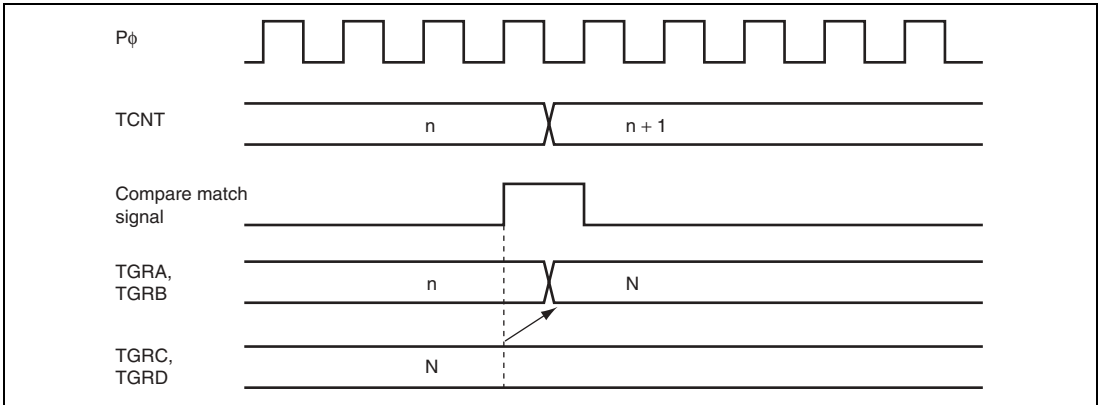 Pϕ
TCNT
n
n + 1
Compare match
signal
TGRA,
TGRB
n
N
TGRC,
TGRD
N